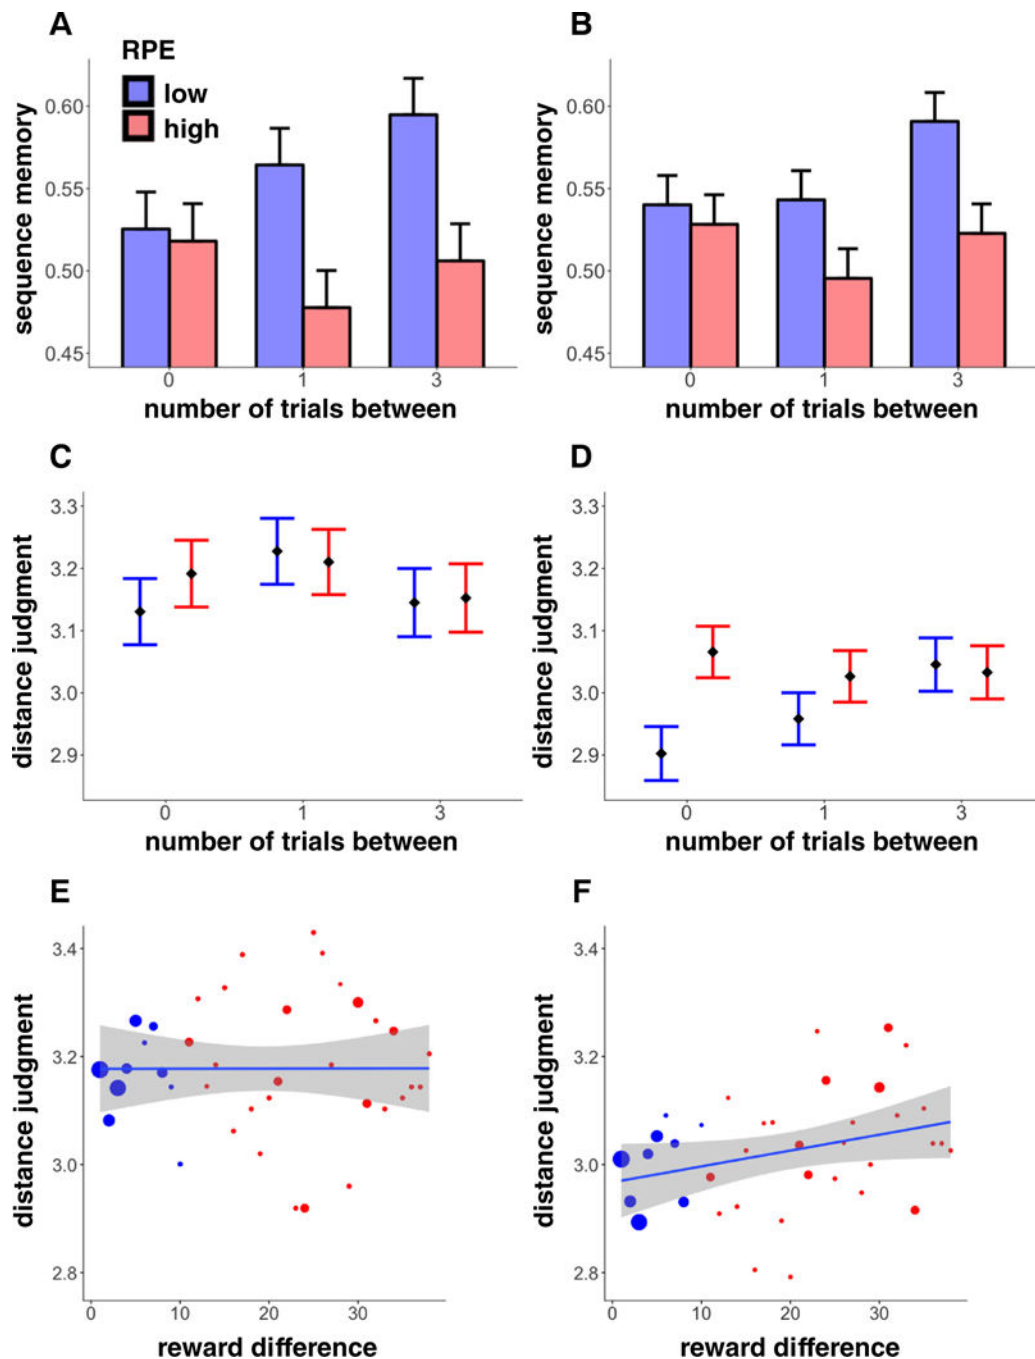 A
RPE
low
high
sequence memory
0.60
0.55
0.50
0.45
0 1 3
number of trials between
B
sequence memory
0.60
0.55
0.50
0.45
0 1 3
number of trials between
C
distance judgment
3.3
3.2
3.1
3.0
2.9
0 1 3
number of trials between
D
distance judgment
3.3
3.2
3.1
3.0
2.9
0 1 3
number of trials between
E
distance judgment
3.4
3.2
3.0
2.8
0 10 20 30
reward difference
F
distance judgment
3.4
3.2
3.0
2.8
0 10 20 30
reward difference